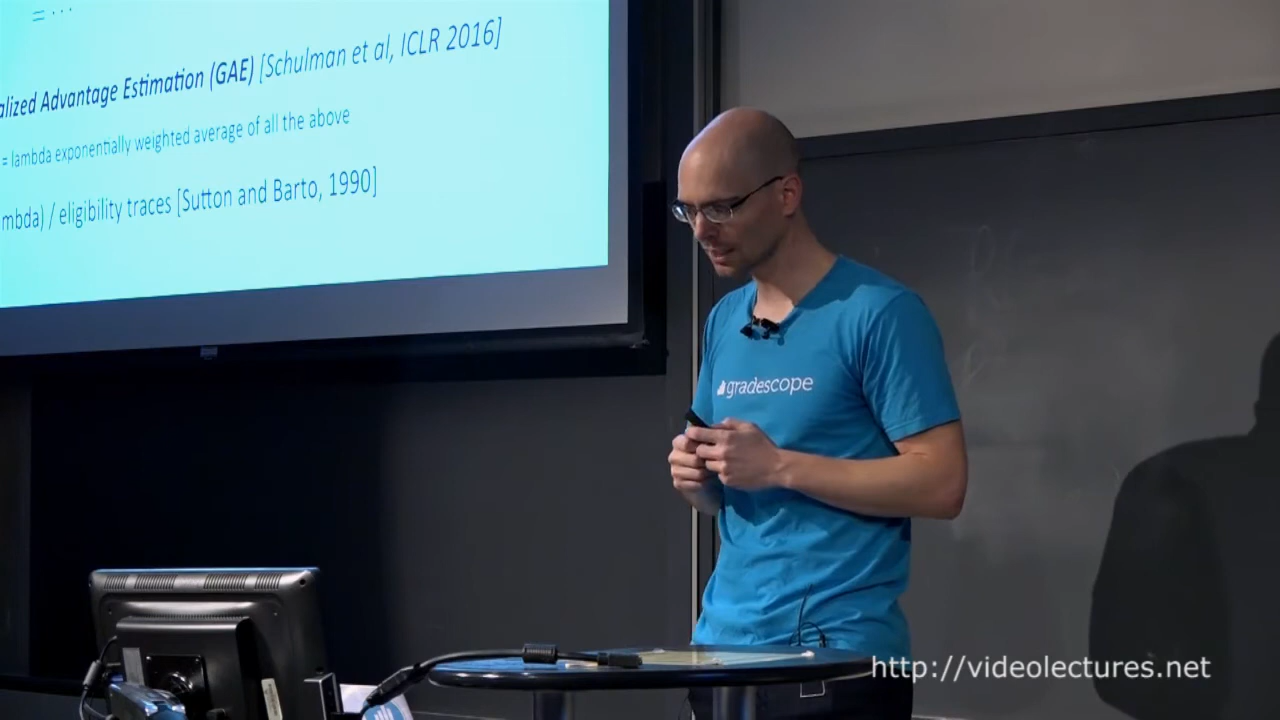 = ...
alized Advantage Estimation (GAE) [Schulman et al, ICLR 2016]
= lambda exponentially weighted average of all the above
mbda) / eligibility traces [Sutton and Barto, 1990]
gradescope
http://videolectures.net